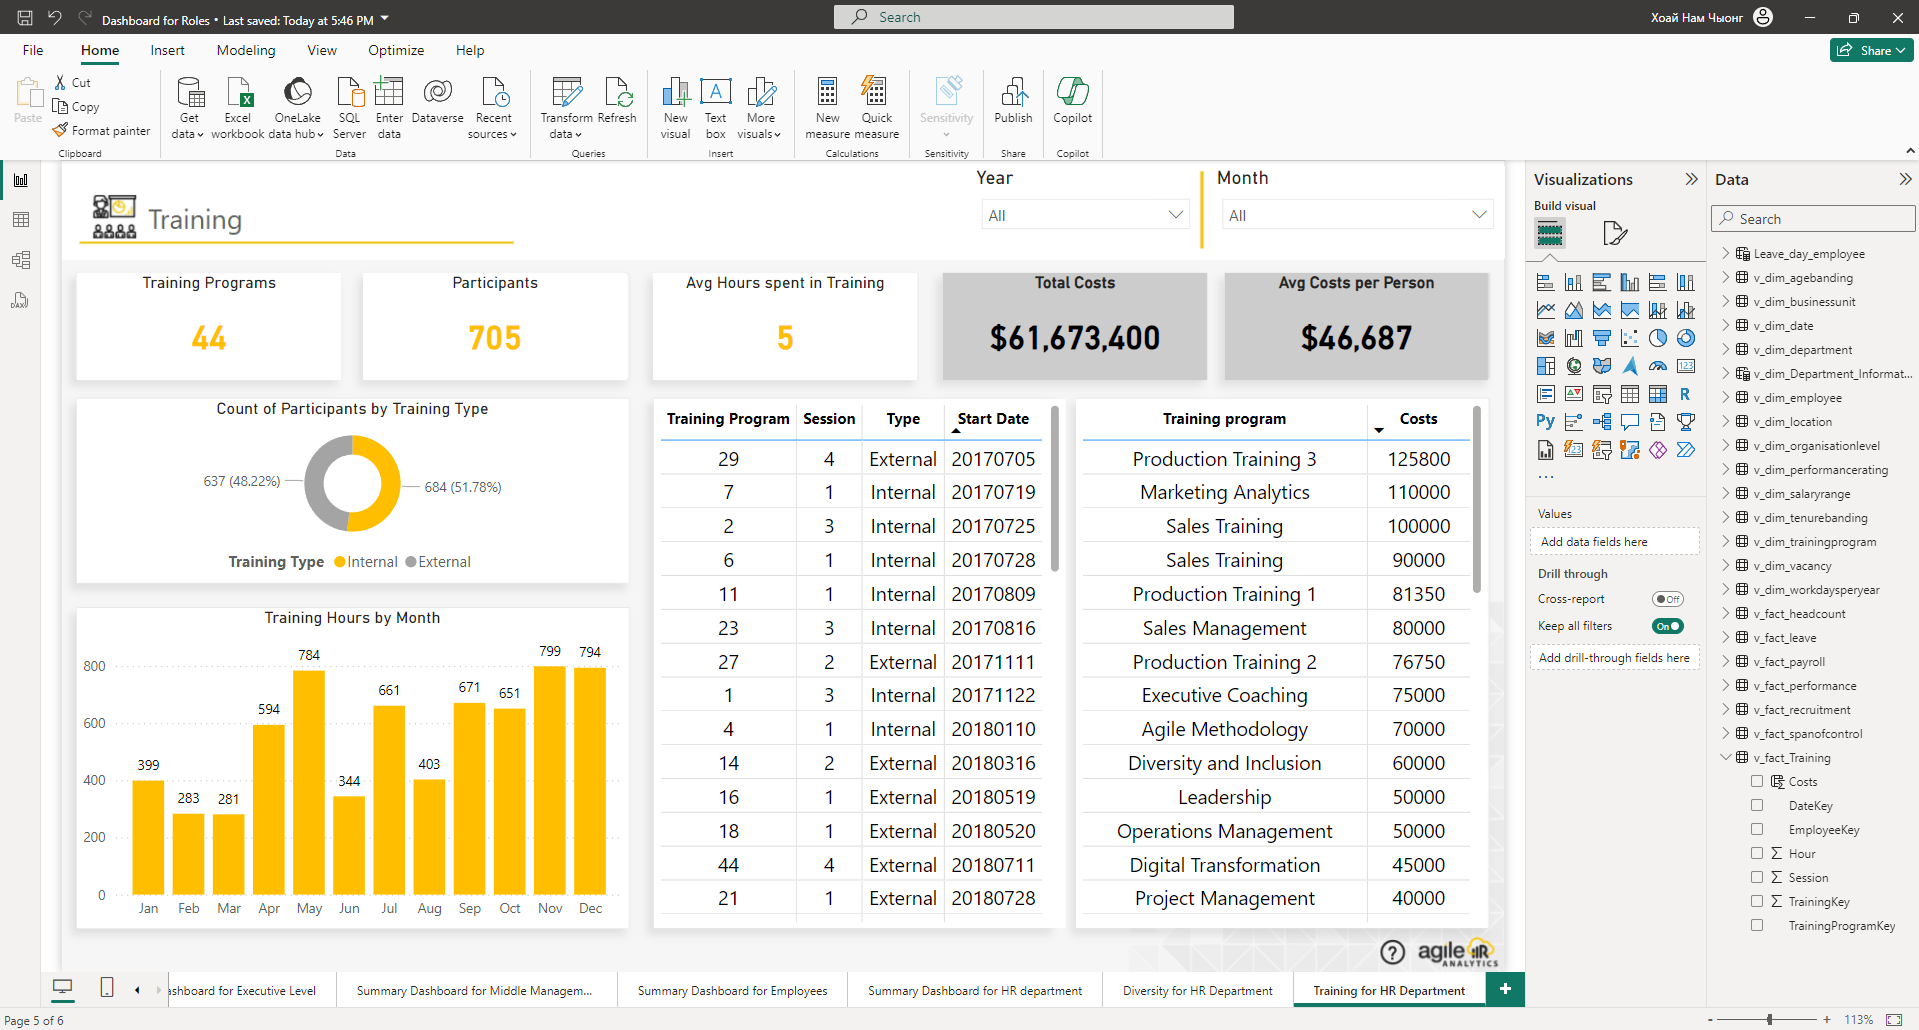 Dashboard for Roles • Last saved: Today at 5:46 PM
Search
Хоай Нам Чыонг
File Home Insert Modeling View Optimize Help
Share
Paste
Cut
Copy
Format painter
Clipboard
Get data
Excel workbook
OneLake data hub
SQL Server
Enter data
Dataverse
Recent sources
Data
Transform data
Refresh
Queries
New visual
Text box
More visuals
Insert
New measure
Quick measure
Calculations
Sensitivity
Sensitivity
Publish
Share
Copilot
Copilot
Training
Year
All
Month
All
Training Programs
44
Participants
705
Avg Hours spent in Training
5
Total Costs
$61,673,400
Avg Costs per Person
$46,687
Count of Participants by Training Type
637 (48.22%)
684 (51.78%)
Training Type Internal External
Training Hours by Month
800
600
400
200
0
399 283 281 594 784 344 661 403 671 651 799 794
Jan Feb Mar Apr May Jun Jul Aug Sep Oct Nov Dec
Training Program Session Type Start Date
29 4 External 20170705
7 1 Internal 20170719
2 3 Internal 20170725
6 1 Internal 20170728
11 1 Internal 20170809
23 3 Internal 20170816
27 2 External 20171111
1 3 Internal 20171122
4 1 Internal 20180110
14 2 External 20180316
16 1 External 20180519
18 1 External 20180520
44 4 External 20180711
21 1 External 20180728
Training program Costs
Production Training 3 125800
Marketing Analytics 110000
Sales Training 100000
Sales Training 90000
Production Training 1 81350
Sales Management 80000
Production Training 2 76750
Executive Coaching 75000
Agile Methodology 70000
Diversity and Inclusion 60000
Leadership 50000
Operations Management 50000
Digital Transformation 45000
Project Management 40000
agile HR
ANALYTICS
Visualizations
Build visual
123
R
Py
...
Values
Add data fields here
Drill through
Cross-report Off
Keep all filters On
Add drill-through fields here
Data
Search
Leave_day_employee
v_dim_agebanding
v_dim_businessunit
v_dim_date
v_dim_department
v_dim_Department_Informat...
v_dim_employee
v_dim_location
v_dim_organisationlevel
v_dim_performancerating
v_dim_salaryrange
v_dim_tenurebanding
v_dim_trainingprogram
v_dim_vacancy
v_dim_workdaysperyear
v_fact_headcount
v_fact_leave
v_fact_payroll
v_fact_performance
v_fact_recruitment
v_fact_spanofcontrol
v_fact_Training
Costs
DateKey
EmployeeKey
Hour
Session
TrainingKey
TrainingProgramKey
ashboard for Executive Level
Summary Dashboard for Middle Managem...
Summary Dashboard for Employees
Summary Dashboard for HR department
Diversity for HR Department
Training for HR Department
+
Page 5 of 6
- + 113%